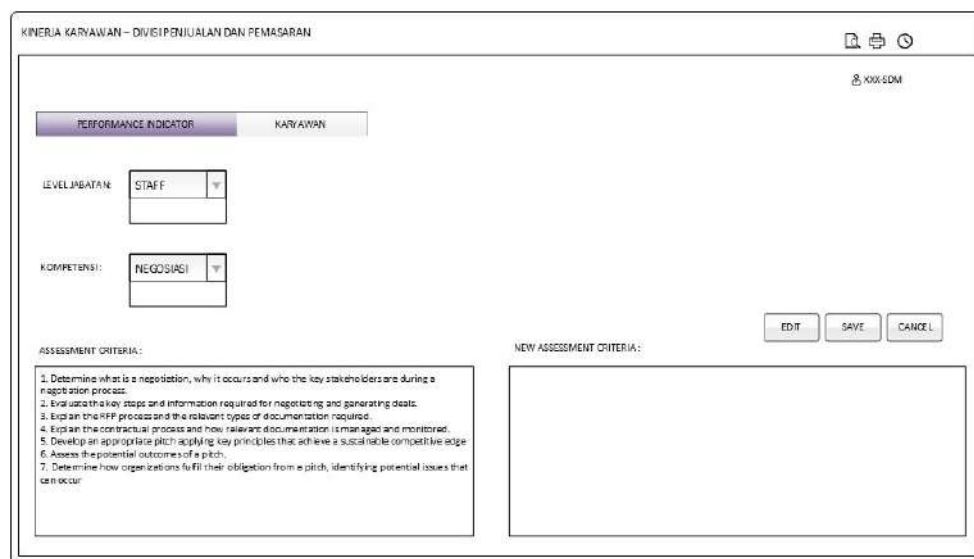 KINERJA KARYAWAN – DIVISI PENJUALAN DAN PEMASARAN
XXX-SDM
PERFORMANCE INDICATOR KARYAWAN
LEVEL JABATAN: STAFF
KOMPETENSI: NEGOSIASI
EDIT SAVE CANCEL
ASSESSMENT CRITERIA : NEW ASSESSMENT CRITERIA :
1. Determine what is a negotiation, why it occurs and who the key stakeholders are during a
negotiation process.
2. Evaluate the key steps and information required for negotiating and generating deals.
3. Explain the RFP process and the relevant types of documentation required.
4. Explain the contractual process and how relevant documentation is managed and monitored.
5. Develop an appropriate pitch applying key principles that achieve a sustainable competitive edge
6. Assess the potential outcomes of a pitch.
7. Determine how organizations fulfil their obligation from a pitch, identifying potential issues that
can occur